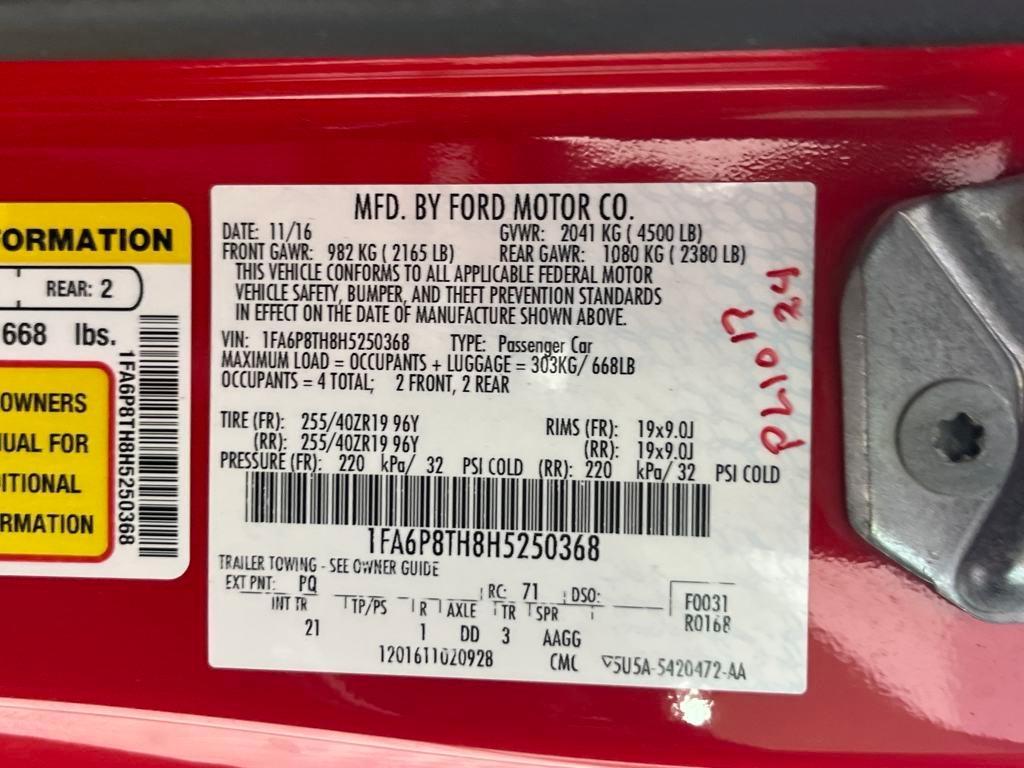 FORMATION
REAR: 2
668 lbs.
OWNERS
UAL FOR
ITIONAL
RMATION
1FA6P8TH8H5250368
MFD. BY FORD MOTOR CO.
DATE: 11/16 GVWR: 2041 KG ( 4500 LB)
FRONT GAWR: 982 KG ( 2165 LB) REAR GAWR: 1080 KG ( 2380 LB)
THIS VEHICLE CONFORMS TO ALL APPLICABLE FEDERAL MOTOR
VEHICLE SAFETY, BUMPER, AND THEFT PREVENTION STANDARDS
IN EFFECT ON THE DATE OF MANUFACTURE SHOWN ABOVE.
VIN: 1FA6P8TH8H5250368 TYPE: Passenger Car
MAXIMUM LOAD = OCCUPANTS + LUGGAGE = 303KG/ 668LB
OCCUPANTS = 4 TOTAL; 2 FRONT, 2 REAR
TIRE (FR): 255/40ZR19 96Y RIMS (FR): 19x9.0J
(RR): 255/40ZR19 96Y (RR): 19x9.0J
PRESSURE (FR): 220 kPa/ 32 PSI COLD (RR): 220 kPa/ 32 PSI COLD
1FA6P8TH8H5250368
TRAILER TOWING - SEE OWNER GUIDE
EXT PNT: PQ RC: 71 DSO:
INT TR TP/PS R AXLE TR SPR
21 1 DD 3 AAGG
F0031
R0168
1201611020928 CMC 5U5A-5420472-AA
24